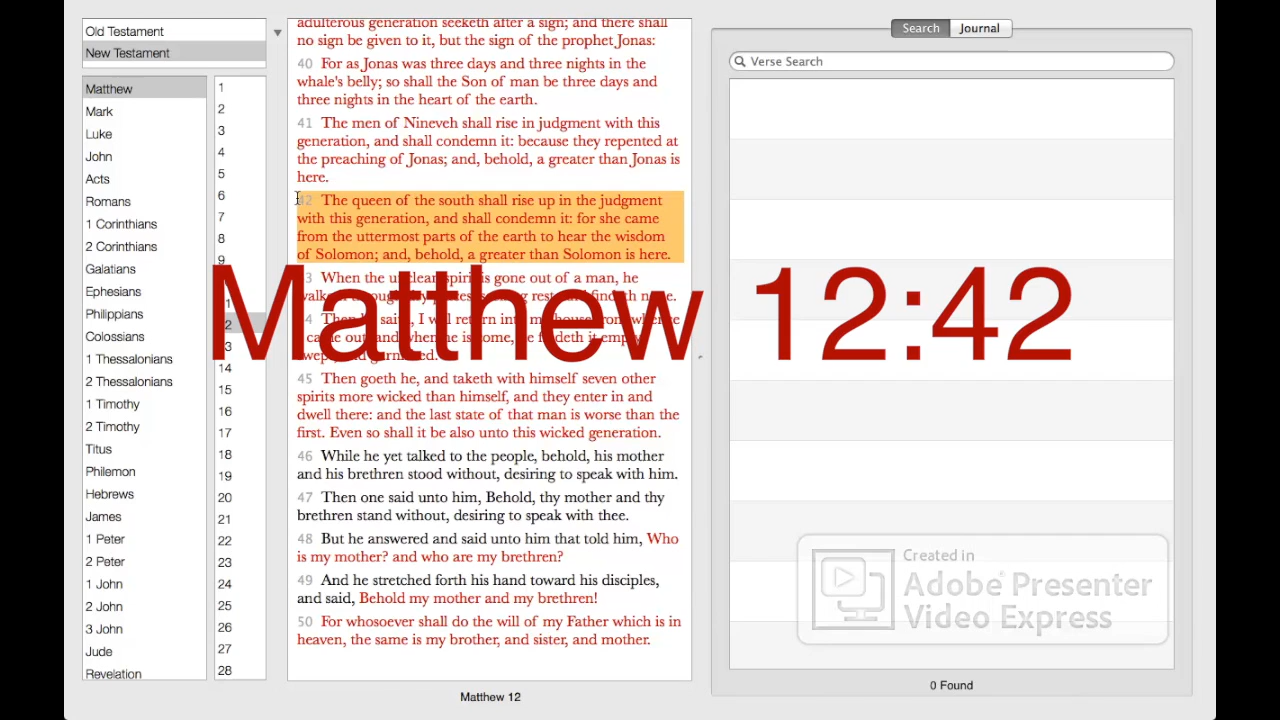 Old Testament
New Testament
Matthew
Mark
Luke
John
Acts
Romans
1 Corinthians
2 Corinthians
Galatians
Ephesians
Philippians
Colossians
1 Thessalonians
2 Thessalonians
1 Timothy
2 Timothy
Titus
Philemon
Hebrews
James
1 Peter
2 Peter
1 John
2 John
3 John
Jude
Revelation
1
2
3
4
5
6
7
8
9
14
15
16
17
18
19
20
21
22
23
24
25
26
27
28
adulterous generation seeketh after a sign; and there shall
no sign be given to it, but the sign of the prophet Jonas:
40 For as Jonas was three days and three nights in the
whale's belly; so shall the Son of man be three days and
three nights in the heart of the earth.
41 The men of Nineveh shall rise in judgment with this
generation, and shall condemn it: because they repented at
the preaching of Jonas; and, behold, a greater than Jonas is
here.
42 The queen of the south shall rise up in the judgment
with this generation, and shall condemn it: for she came
from the uttermost parts of the earth to hear the wisdom
of Solomon; and, behold, a greater than Solomon is here.
When the unclean spirit is gone out of a man, he
I will return into
45 Then goeth he, and taketh with himself seven other
spirits more wicked than himself, and they enter in and
dwell there: and the last state of that man is worse than the
first. Even so shall it be also unto this wicked generation.
46 While he yet talked to the people, behold, his mother
and his brethren stood without, desiring to speak with him.
47 Then one said unto him, Behold, thy mother and thy
brethren stand without, desiring to speak with thee.
48 But he answered and said unto him that told him, Who
is my mother? and who are my brethren?
49 And he stretched forth his hand toward his disciples,
and said, Behold my mother and my brethren!
50 For whosoever shall do the will of my Father which is in
heaven, the same is my brother, and sister, and mother.
Matthew 12
Matthew 12:42
Search Journal
Verse Search
Created in
Adobe Presenter
Video Express
0 Found